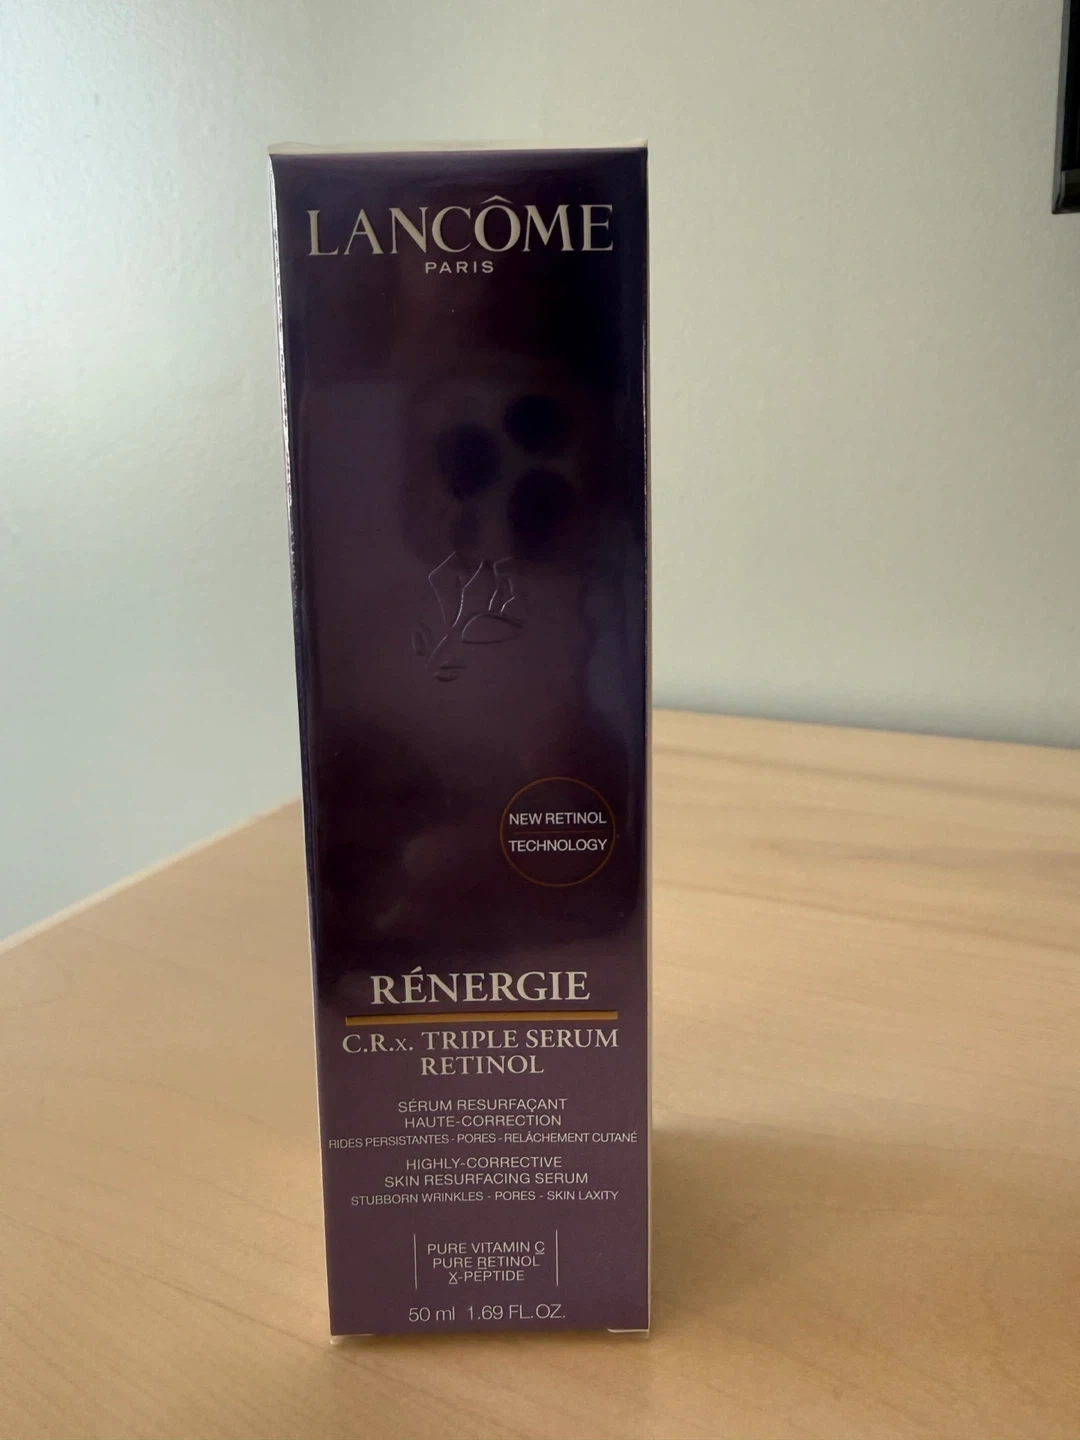 LANCÔME
PARIS
NEW RETINOL
TECHNOLOGY
RÉNERGIE
C.R.x. TRIPLE SERUM
RETINOL
SÉRUM RESURFAÇANT
HAUTE-CORRECTION
RIDES PERSISTANTES - PORES - RELÂCHEMENT CUTANÉ
HIGHLY-CORRECTIVE
SKIN RESURFACING SERUM
STUBBORN WRINKLES - PORES - SKIN LAXITY
PURE VITAMIN C
PURE RETINOL
X-PEPTIDE
50 ml 1.69 FL.OZ.